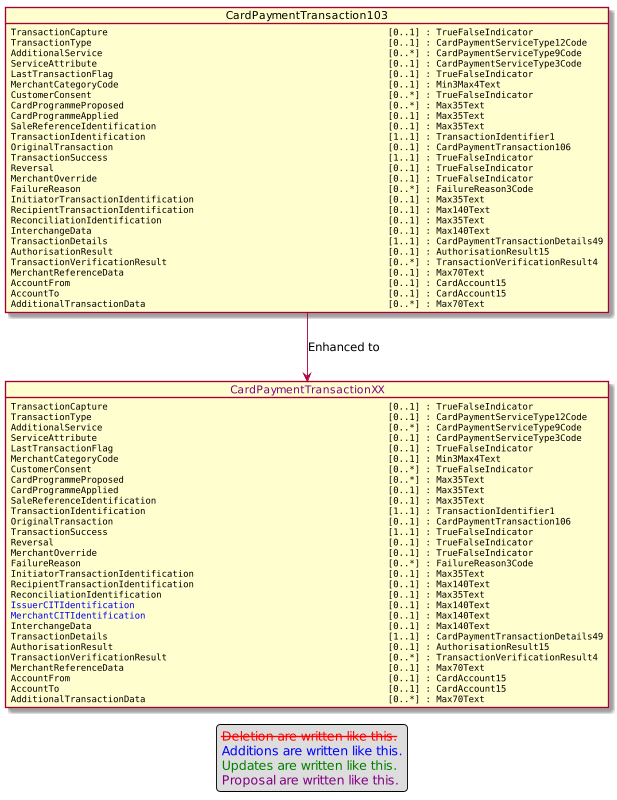 CardPaymentTransaction103
TransactionCapture [0..1] : TrueFalseIndicator
TransactionType [0..1] : CardPaymentServiceType12Code
AdditionalService [0..*] : CardPaymentServiceType9Code
ServiceAttribute [0..1] : CardPaymentServiceType3Code
LastTransactionFlag [0..1] : TrueFalseIndicator
MerchantCategoryCode [0..1] : Min3Max4Text
CustomerConsent [0..*] : TrueFalseIndicator
CardProgrammeProposed [0..*] : Max35Text
CardProgrammeApplied [0..1] : Max35Text
SaleReferenceIdentification [0..1] : Max35Text
TransactionIdentification [1..1] : TransactionIdentifier1
OriginalTransaction [0..1] : CardPaymentTransaction106
TransactionSuccess [1..1] : TrueFalseIndicator
Reversal [0..1] : TrueFalseIndicator
MerchantOverride [0..1] : TrueFalseIndicator
FailureReason [0..*] : FailureReason3Code
InitiatorTransactionIdentification [0..1] : Max35Text
RecipientTransactionIdentification [0..1] : Max140Text
ReconciliationIdentification [0..1] : Max35Text
InterchangeData [0..1] : Max140Text
TransactionDetails [1..1] : CardPaymentTransactionDetails49
AuthorisationResult [0..1] : AuthorisationResult15
TransactionVerificationResult [0..*] : TransactionVerificationResult4
MerchantReferenceData [0..1] : Max70Text
AccountFrom [0..1] : CardAccount15
AccountTo [0..1] : CardAccount15
AdditionalTransactionData [0..*] : Max70Text
Enhanced to
CardPaymentTransactionXX
TransactionCapture [0..1] : TrueFalseIndicator
TransactionType [0..1] : CardPaymentServiceType12Code
AdditionalService [0..*] : CardPaymentServiceType9Code
ServiceAttribute [0..1] : CardPaymentServiceType3Code
LastTransactionFlag [0..1] : TrueFalseIndicator
MerchantCategoryCode [0..1] : Min3Max4Text
CustomerConsent [0..*] : TrueFalseIndicator
CardProgrammeProposed [0..*] : Max35Text
CardProgrammeApplied [0..1] : Max35Text
SaleReferenceIdentification [0..1] : Max35Text
TransactionIdentification [1..1] : TransactionIdentifier1
OriginalTransaction [0..1] : CardPaymentTransaction106
TransactionSuccess [1..1] : TrueFalseIndicator
Reversal [0..1] : TrueFalseIndicator
MerchantOverride [0..1] : TrueFalseIndicator
FailureReason [0..*] : FailureReason3Code
InitiatorTransactionIdentification [0..1] : Max35Text
RecipientTransactionIdentification [0..1] : Max140Text
ReconciliationIdentification [0..1] : Max35Text
IssuerCITIdentification [0..1] : Max140Text
MerchantCITIdentification [0..1] : Max140Text
InterchangeData [0..1] : Max140Text
TransactionDetails [1..1] : CardPaymentTransactionDetails49
AuthorisationResult [0..1] : AuthorisationResult15
TransactionVerificationResult [0..*] : TransactionVerificationResult4
MerchantReferenceData [0..1] : Max70Text
AccountFrom [0..1] : CardAccount15
AccountTo [0..1] : CardAccount15
AdditionalTransactionData [0..*] : Max70Text
Deletion are written like this.
Additions are written like this.
Updates are written like this.
Proposal are written like this.